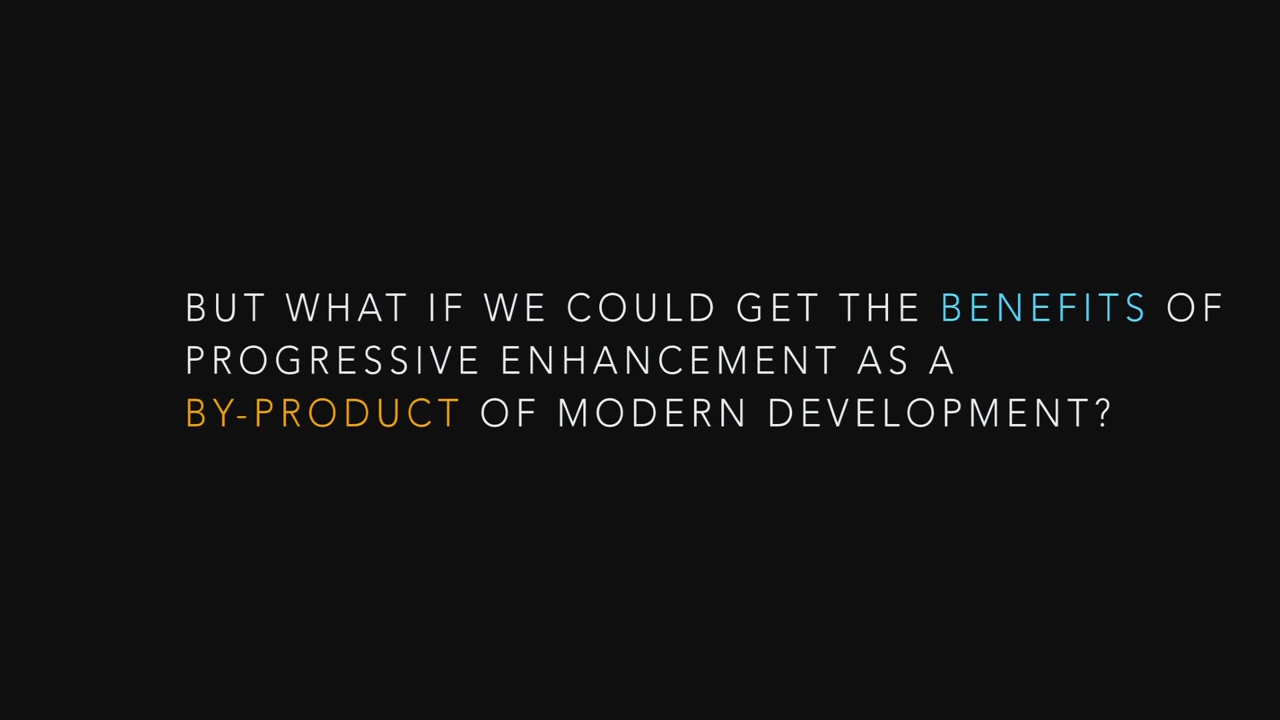 BUT WHAT IF WE COULD GET THE BENEFITS OF
PROGRESSIVE ENHANCEMENT AS A
BY-PRODUCT OF MODERN DEVELOPMENT?